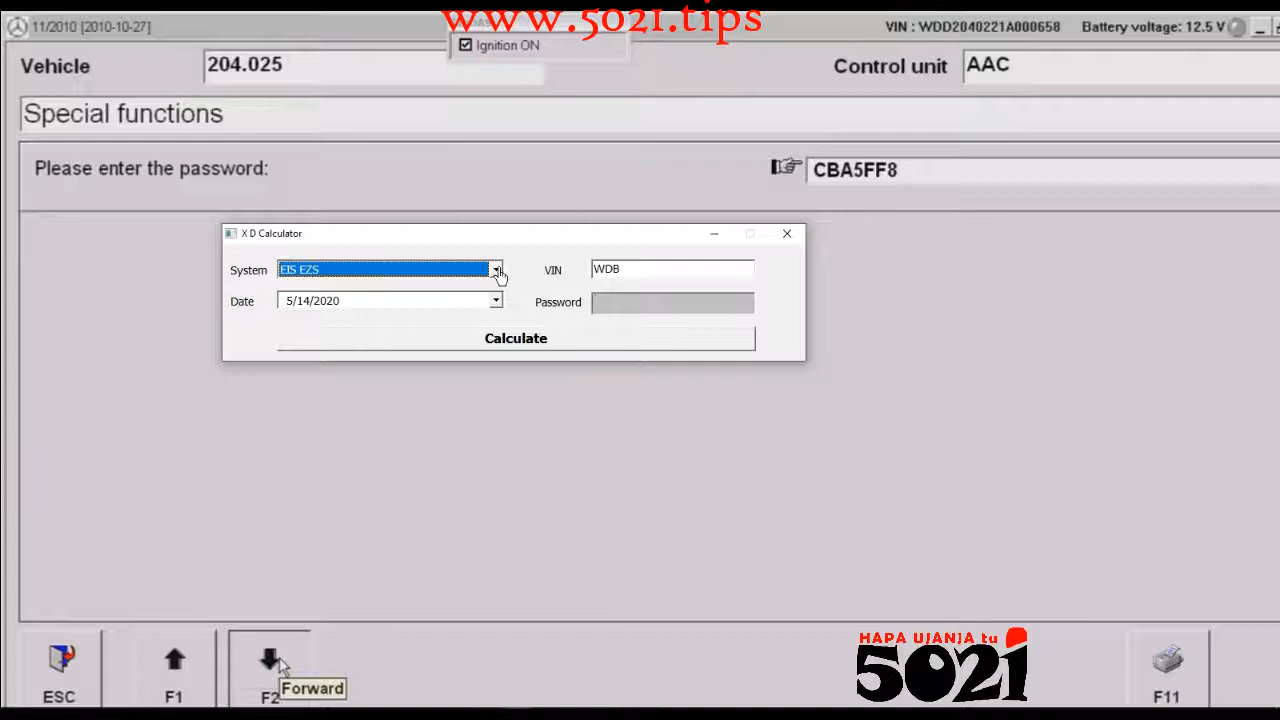 www.5021.tips
11/2010 [2010-10-27]
VIN : WDD2040221A000658
Battery voltage: 12.5 V
Ignition ON
Vehicle
204.025
Control unit
AAC
Special functions
Please enter the password:
CBA5FF8
X D Calculator
System
EIS EZS
VIN
WDB
Date
5/14/2020
Password
Calculate
HAPA UJANJA tu
5021
ESC
F1
F2
Forward
F11